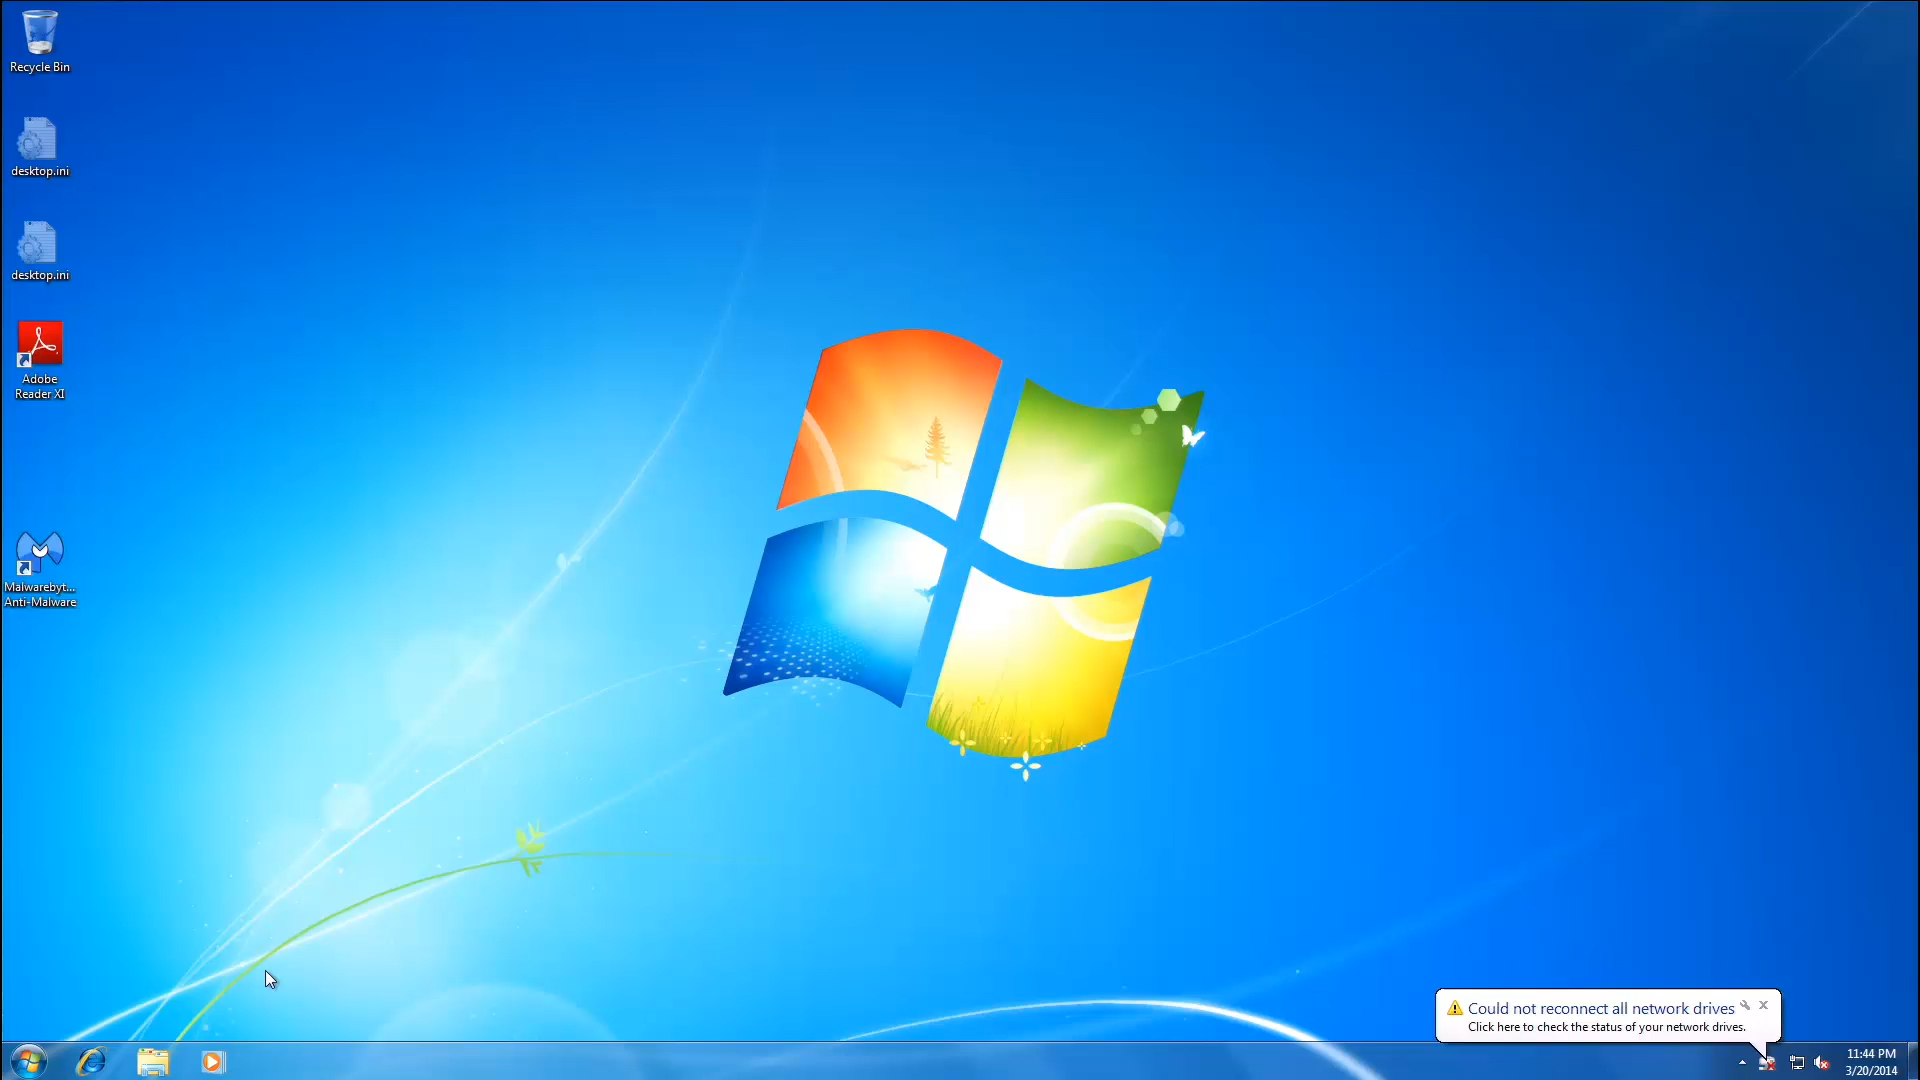 Recycle Bin
desktop.ini
desktop.ini
Adobe
Reader XI
Malwarebyt...
Anti-Malware
Could not reconnect all network drives
Click here to check the status of your network drives.
11:44 PM
3/20/2014